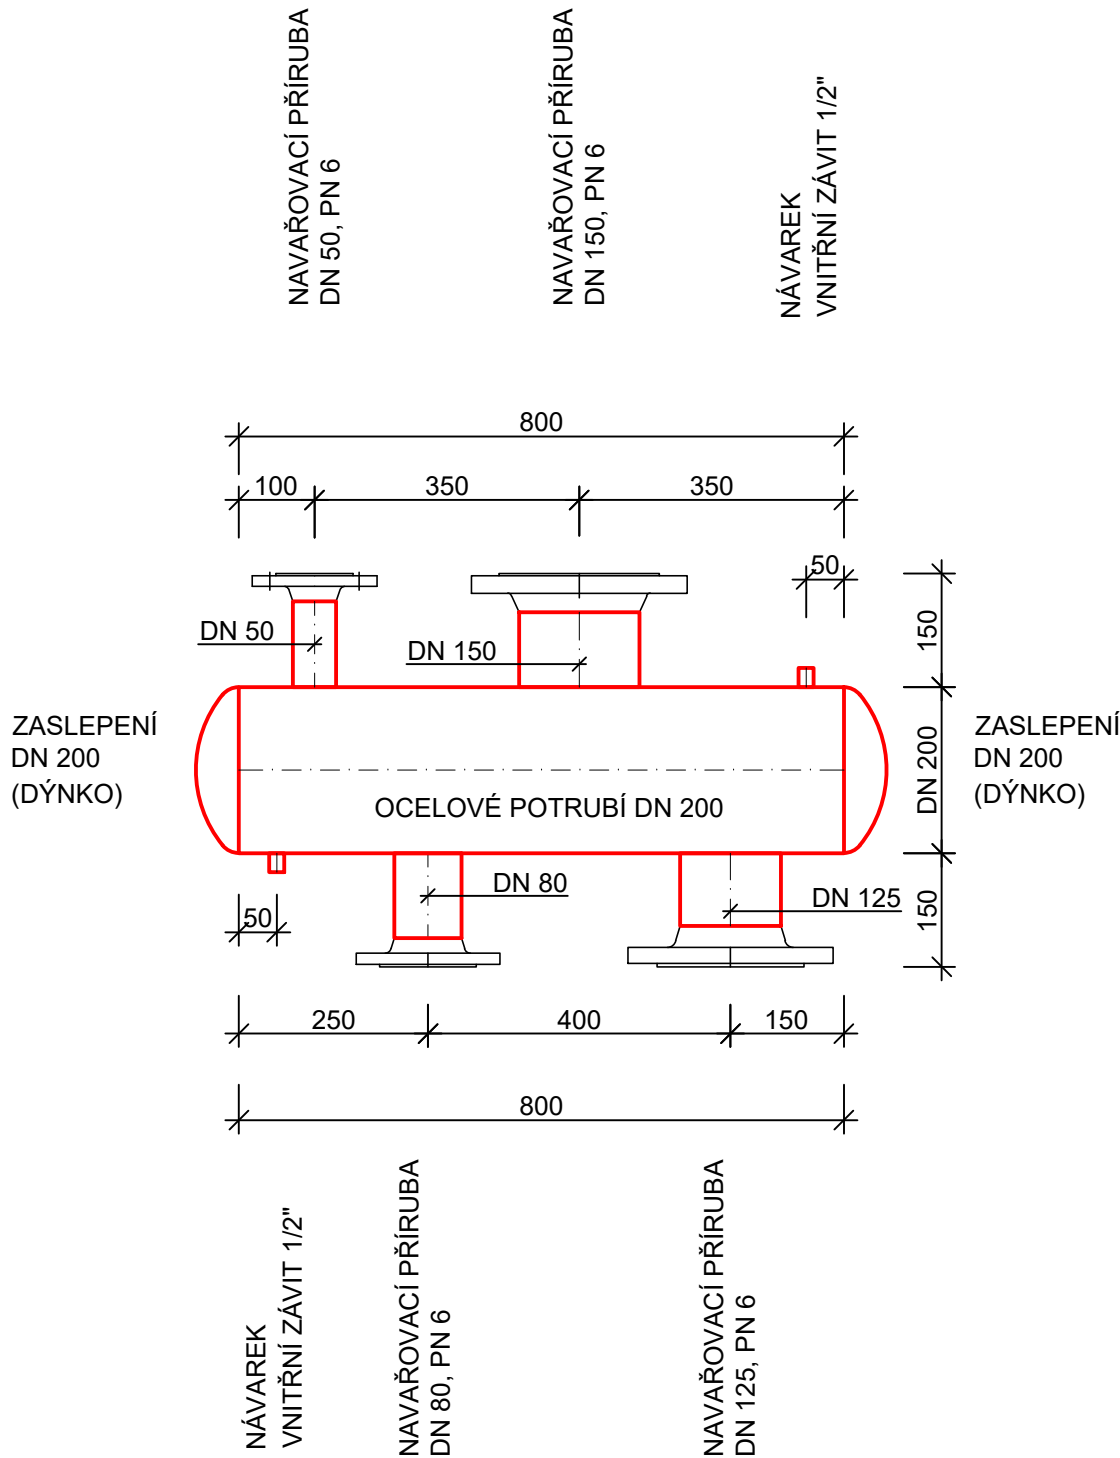 NAVAŘOVACÍ PŘÍRUBA
DN 50, PN 6
NAVAŘOVACÍ PŘÍRUBA
DN 150, PN 6
NÁVAREK
VNITŘNÍ ZÁVIT 1/2"
800
100
350
350
50
150
DN 50
DN 150
ZASLEPENÍ
DN 200
(DÝNKO)
OCELOVÉ POTRUBÍ DN 200
DN 200
ZASLEPENÍ
DN 200
(DÝNKO)
DN 80
DN 125
50
150
250
400
150
800
NÁVAREK
VNITŘNÍ ZÁVIT 1/2"
NAVAŘOVACÍ PŘÍRUBA
DN 80, PN 6
NAVAŘOVACÍ PŘÍRUBA
DN 125, PN 6